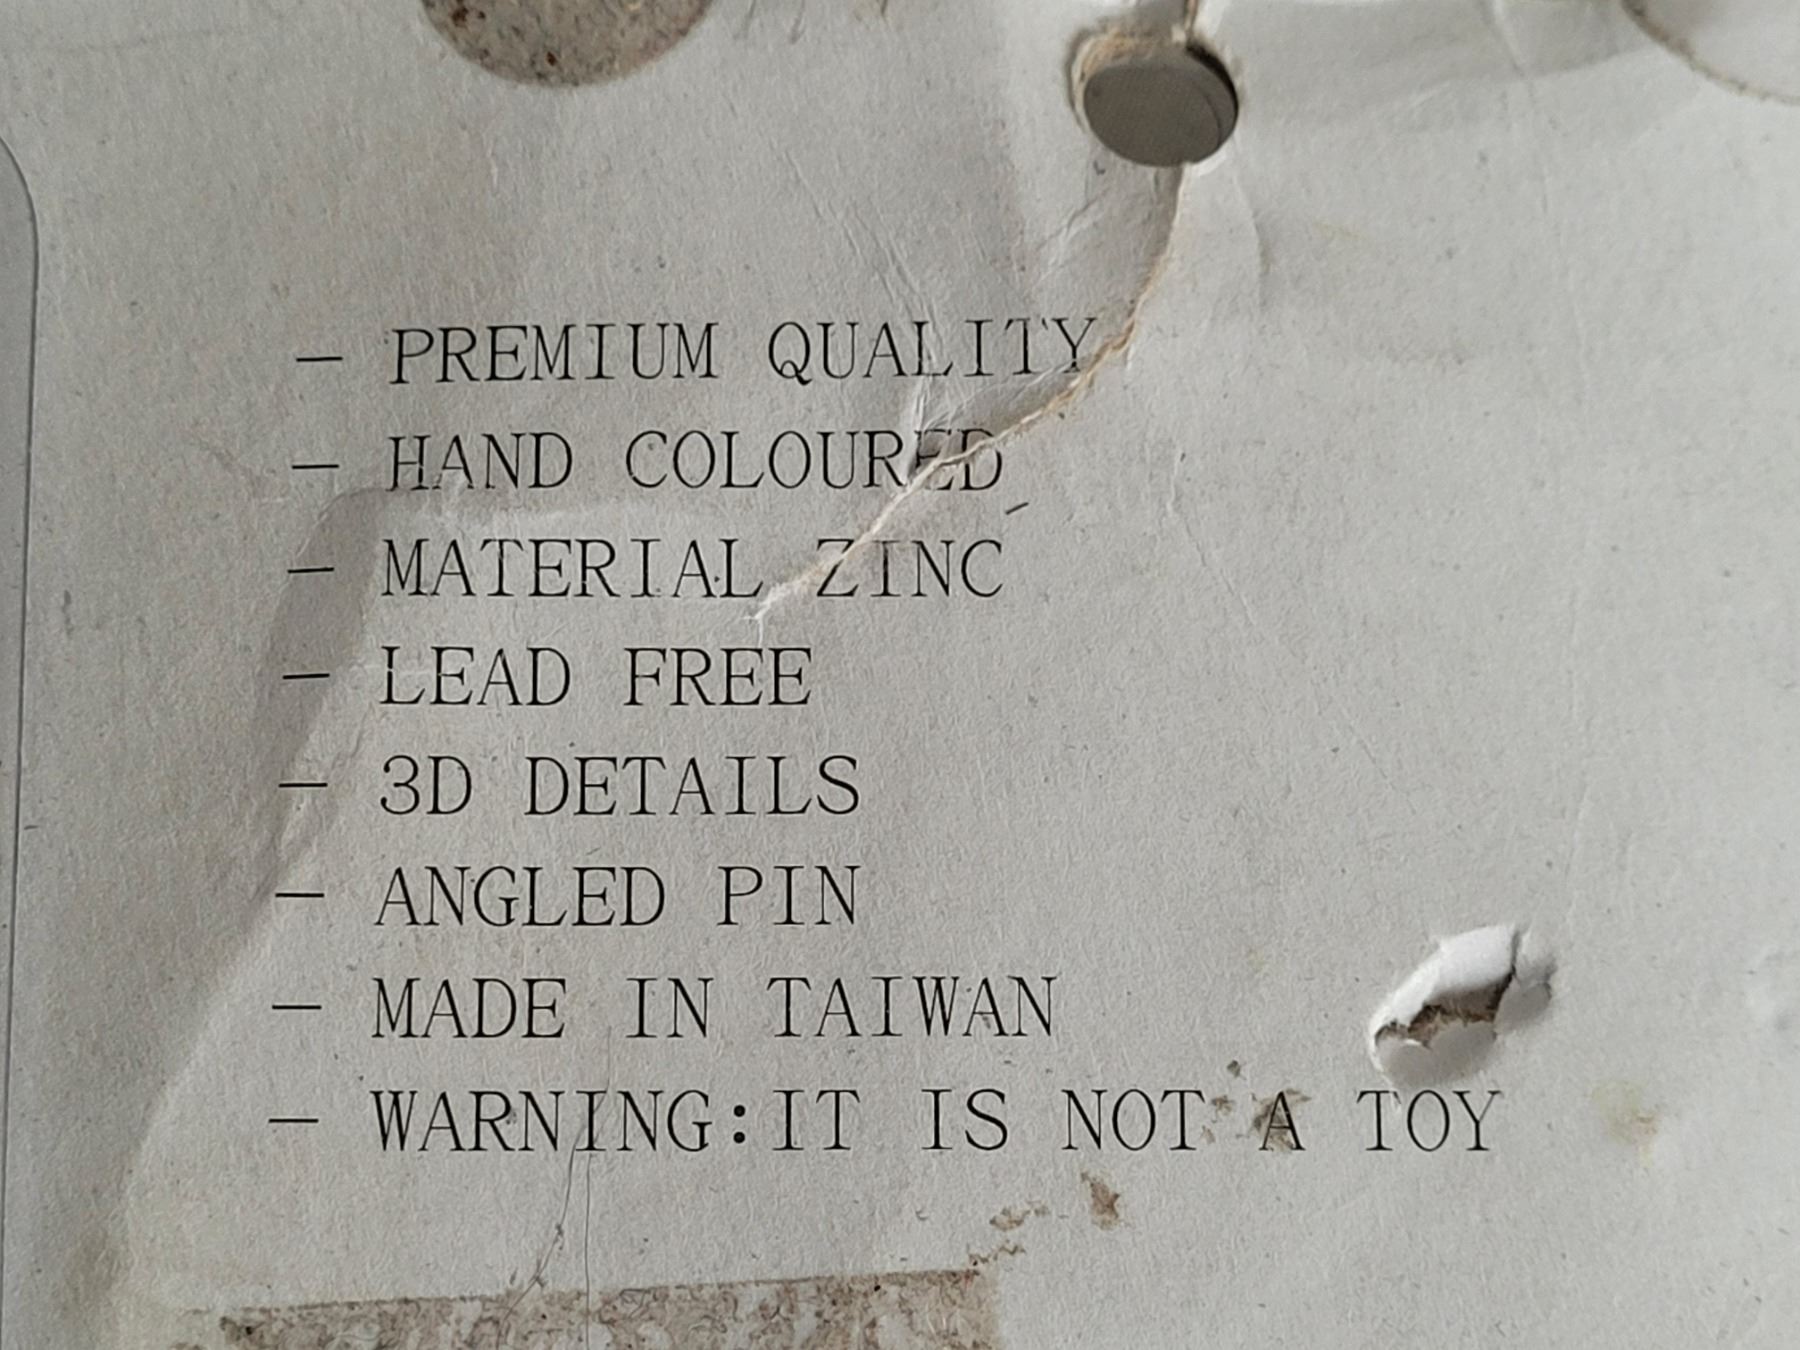 - PREMIUM QUALITY
- HAND COLOURED
- MATERIAL ZINC
- LEAD FREE
- 3D DETAILS
- ANGLED PIN
- MADE IN TAIWAN
- WARNING:IT IS NOT A TOY